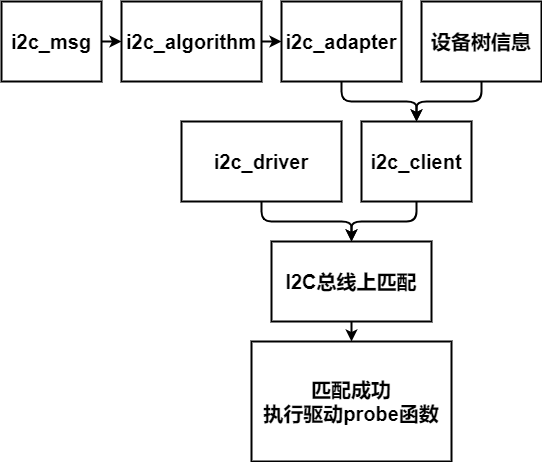 i2c_msg
i2c_algorithm
i2c_adapter
设备树信息
i2c_driver
i2c_client
I2C总线上匹配
匹配成功
执行驱动probe函数